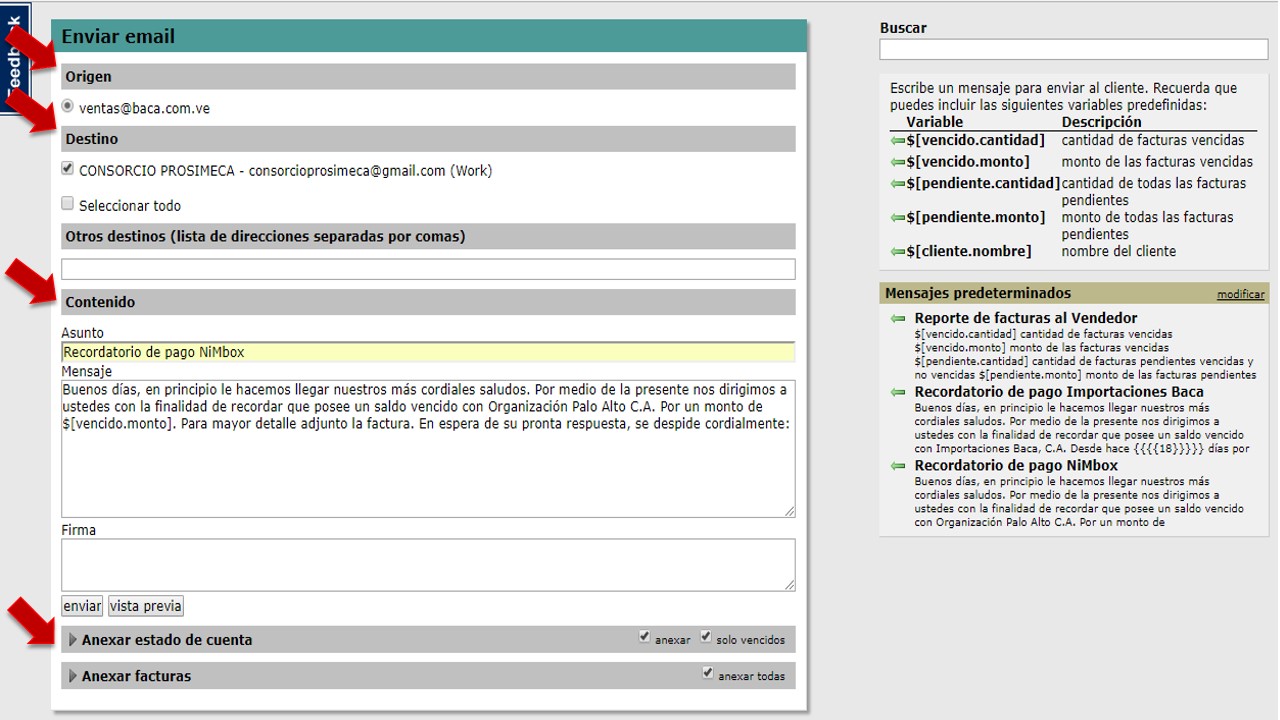 Feedback
Enviar email
Origen
ventas@baca.com.ve
Destino
CONSORCIO PROSIMECA - consorcioprosimeca@gmail.com (Work)
Seleccionar todo
Otros destinos (lista de direcciones separadas por comas)
Contenido
Asunto
Recordatorio de pago NiMbox
Mensaje
Buenos días, en principio le hacemos llegar nuestros más cordiales saludos. Por medio de la presente nos dirigimos a
ustedes con la finalidad de recordar que posee un saldo vencido con Organización Palo Alto C.A. Por un monto de
$[vencido.monto]. Para mayor detalle adjunto la factura. En espera de su pronta respuesta, se despide cordialmente:
Firma
enviar vista previa
Anexar estado de cuenta anexar solo vencidos
Anexar facturas anexar todas
Buscar
Escribe un mensaje para enviar al cliente. Recuerda que
puedes incluir las siguientes variables predefinidas:
Variable Descripción
$[vencido.cantidad] cantidad de facturas vencidas
$[vencido.monto] monto de las facturas vencidas
$[pendiente.cantidad] cantidad de todas las facturas
pendientes
$[pendiente.monto] monto de todas las facturas
pendientes
$[cliente.nombre] nombre del cliente
Mensajes predeterminados modificar
Reporte de facturas al Vendedor
$[vencido.cantidad] cantidad de facturas vencidas
$[vencido.monto] monto de las facturas vencidas
$[pendiente.cantidad] cantidad de facturas pendientes vencidas y
no vencidas $[pendiente.monto] monto de las facturas pendientes
Recordatorio de pago Importaciones Baca
Buenos días, en principio le hacemos llegar nuestros más
cordiales saludos. Por medio de la presente nos dirigimos a
ustedes con la finalidad de recordar que posee un saldo vencido
con Importaciones Baca, C.A. Desde hace {{{{18}}}}} días por
Recordatorio de pago NiMbox
Buenos días, en principio le hacemos llegar nuestros más
cordiales saludos. Por medio de la presente nos dirigimos a
ustedes con la finalidad de recordar que posee un saldo vencido
con Organización Palo Alto C.A. Por un monto de